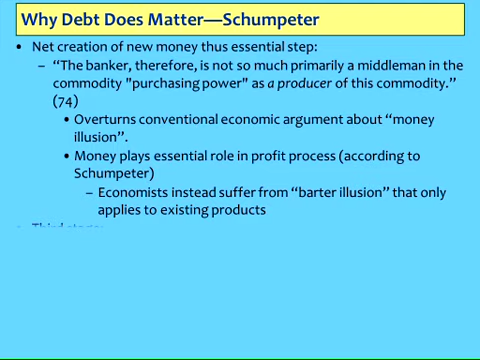 Why Debt Does Matter—Schumpeter
• Net creation of new money thus essential step:
– “The banker, therefore, is not so much primarily a middleman in the
commodity "purchasing power" as a producer of this commodity.”
(74)
• Overturns conventional economic argument about “money
illusion”.
• Money plays essential role in profit process (according to
Schumpeter)
– Economists instead suffer from “barter illusion” that only
applies to existing products